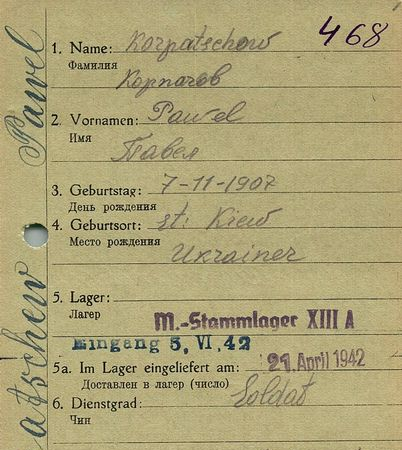 468
1. Name: Korpatschow
Фамилия
Корпачов
2. Vornamen: Pawel
Имя
Павел
3. Geburtstag: 7-11-1907
День рождения
4. Geburtsort: st: Kiew
Место рождения
Ukrainer
5. Lager:
Лагер
M.-Stammlager XIII A
Eingang 5, VI, 42
5a. Im Lager eingeliefert am: 21. April 1942
Доставлен в лагер (число)
6. Dienstgrad: Soldat
Чин
atschew Pawel